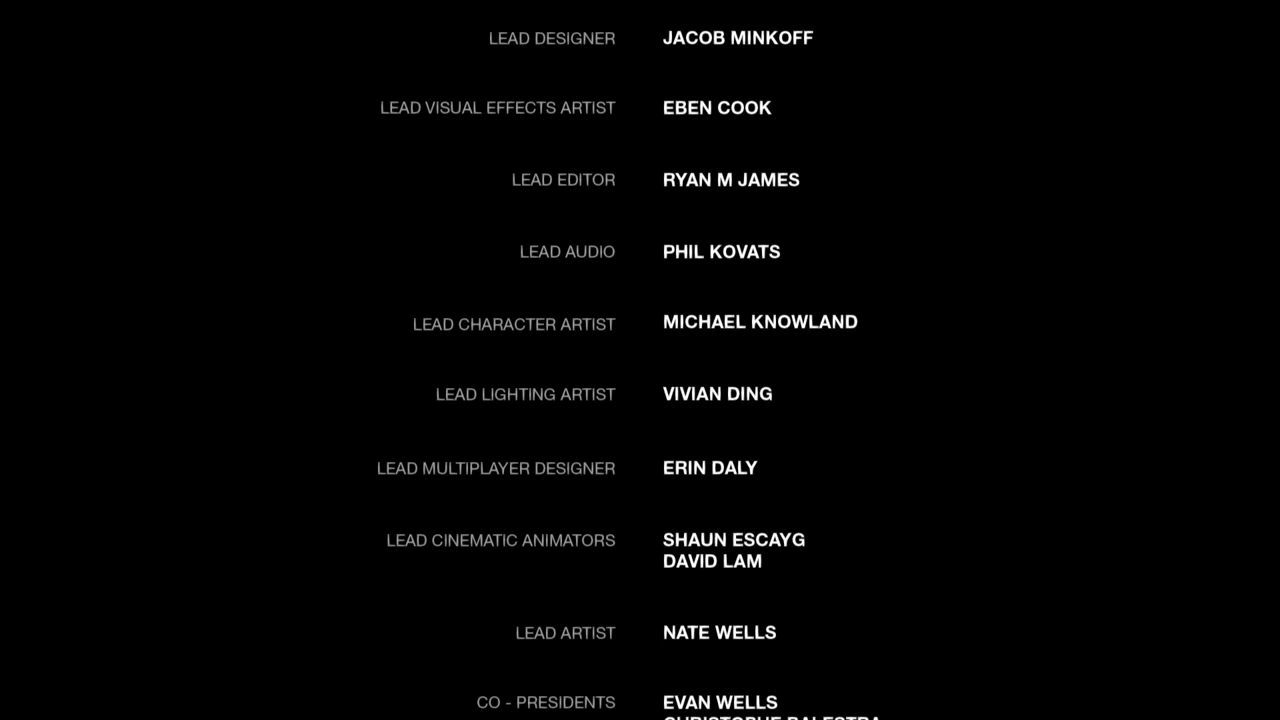 LEAD DESIGNER JACOB MINKOFF
LEAD VISUAL EFFECTS ARTIST EBEN COOK
LEAD EDITOR RYAN M JAMES
LEAD AUDIO PHIL KOVATS
LEAD CHARACTER ARTIST MICHAEL KNOWLAND
LEAD LIGHTING ARTIST VIVIAN DING
LEAD MULTIPLAYER DESIGNER ERIN DALY
LEAD CINEMATIC ANIMATORS SHAUN ESCAYG
DAVID LAM
LEAD ARTIST NATE WELLS
CO - PRESIDENTS EVAN WELLS
CHRISTOPHE BALESTRA